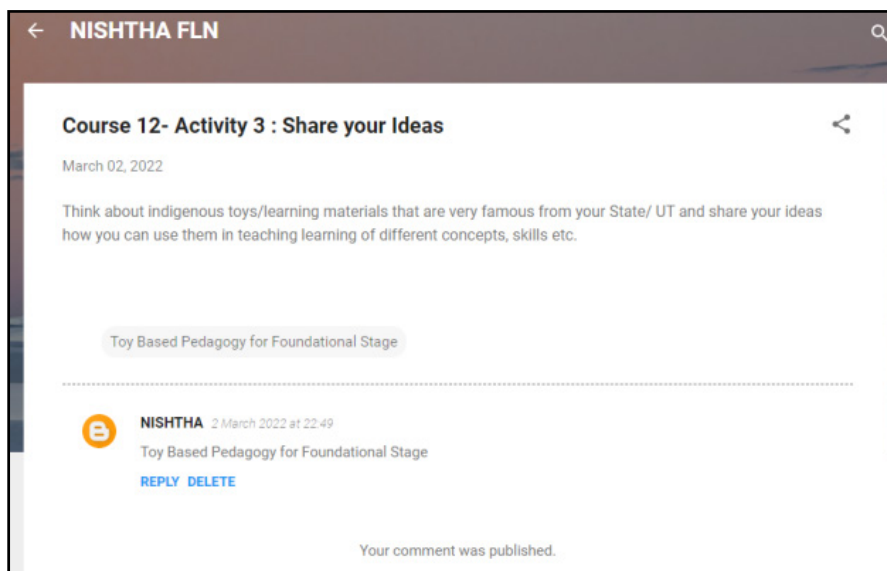 NISHTHA FLN
Course 12- Activity 3 : Share your Ideas
March 02, 2022
Think about indigenous toys/learning materials that are very famous from your State/ UT and share your ideas
how you can use them in teaching learning of different concepts, skills etc.
Toy Based Pedagogy for Foundational Stage
NISHTHA 2 March 2022 at 22:49
Toy Based Pedagogy for Foundational Stage
REPLY DELETE
Your comment was published.